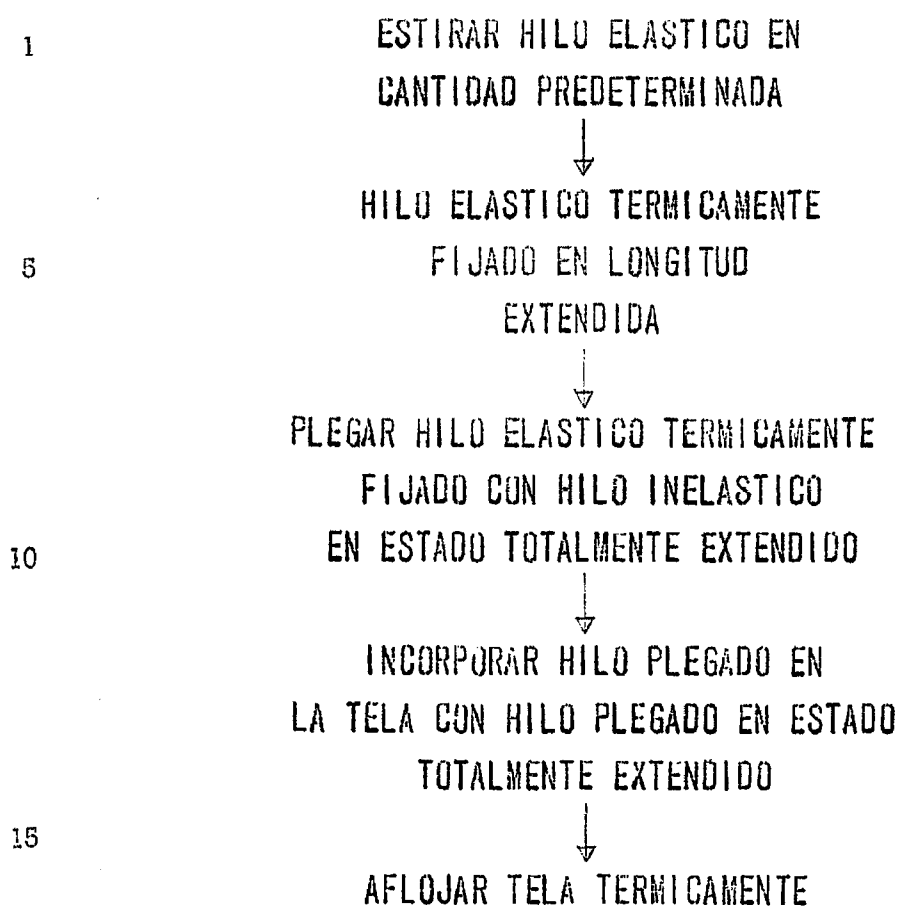 1 ESTIRAR HILO ELASTICO EN
CANTIDAD PREDETERMINADA
HILO ELASTICO TERMICAMENTE
5 FIJADO EN LONGITUD
EXTENDIDA
PLEGAR HILO ELASTICO TERMICAMENTE
FIJADO CON HILO INELASTICO
10 EN ESTADO TOTALMENTE EXTENDIDO
INCORPORAR HILO PLEGADO EN
LA TELA CON HILO PLEGADO EN ESTADO
TOTALMENTE EXTENDIDO
15
AFLOJAR TELA TERMICAMENTE